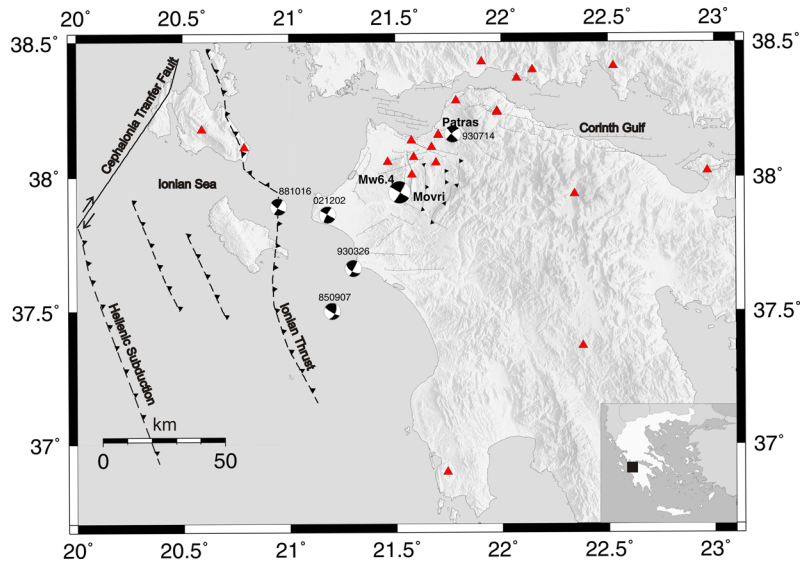 20° 20.5° 21° 21.5° 22° 22.5° 23°
38.5° 38.5°
Cephalonia Tranfer Fault
Patras
930714
Corinth Gulf
38° 38°
Ionian Sea
Mw6.4
Movri
881016
021202
930326
850907
37.5° 37.5°
Hellenic Subduction
Ionian Thrust
km
0 50
37° 37°
20° 20.5° 21° 21.5° 22° 22.5° 23°